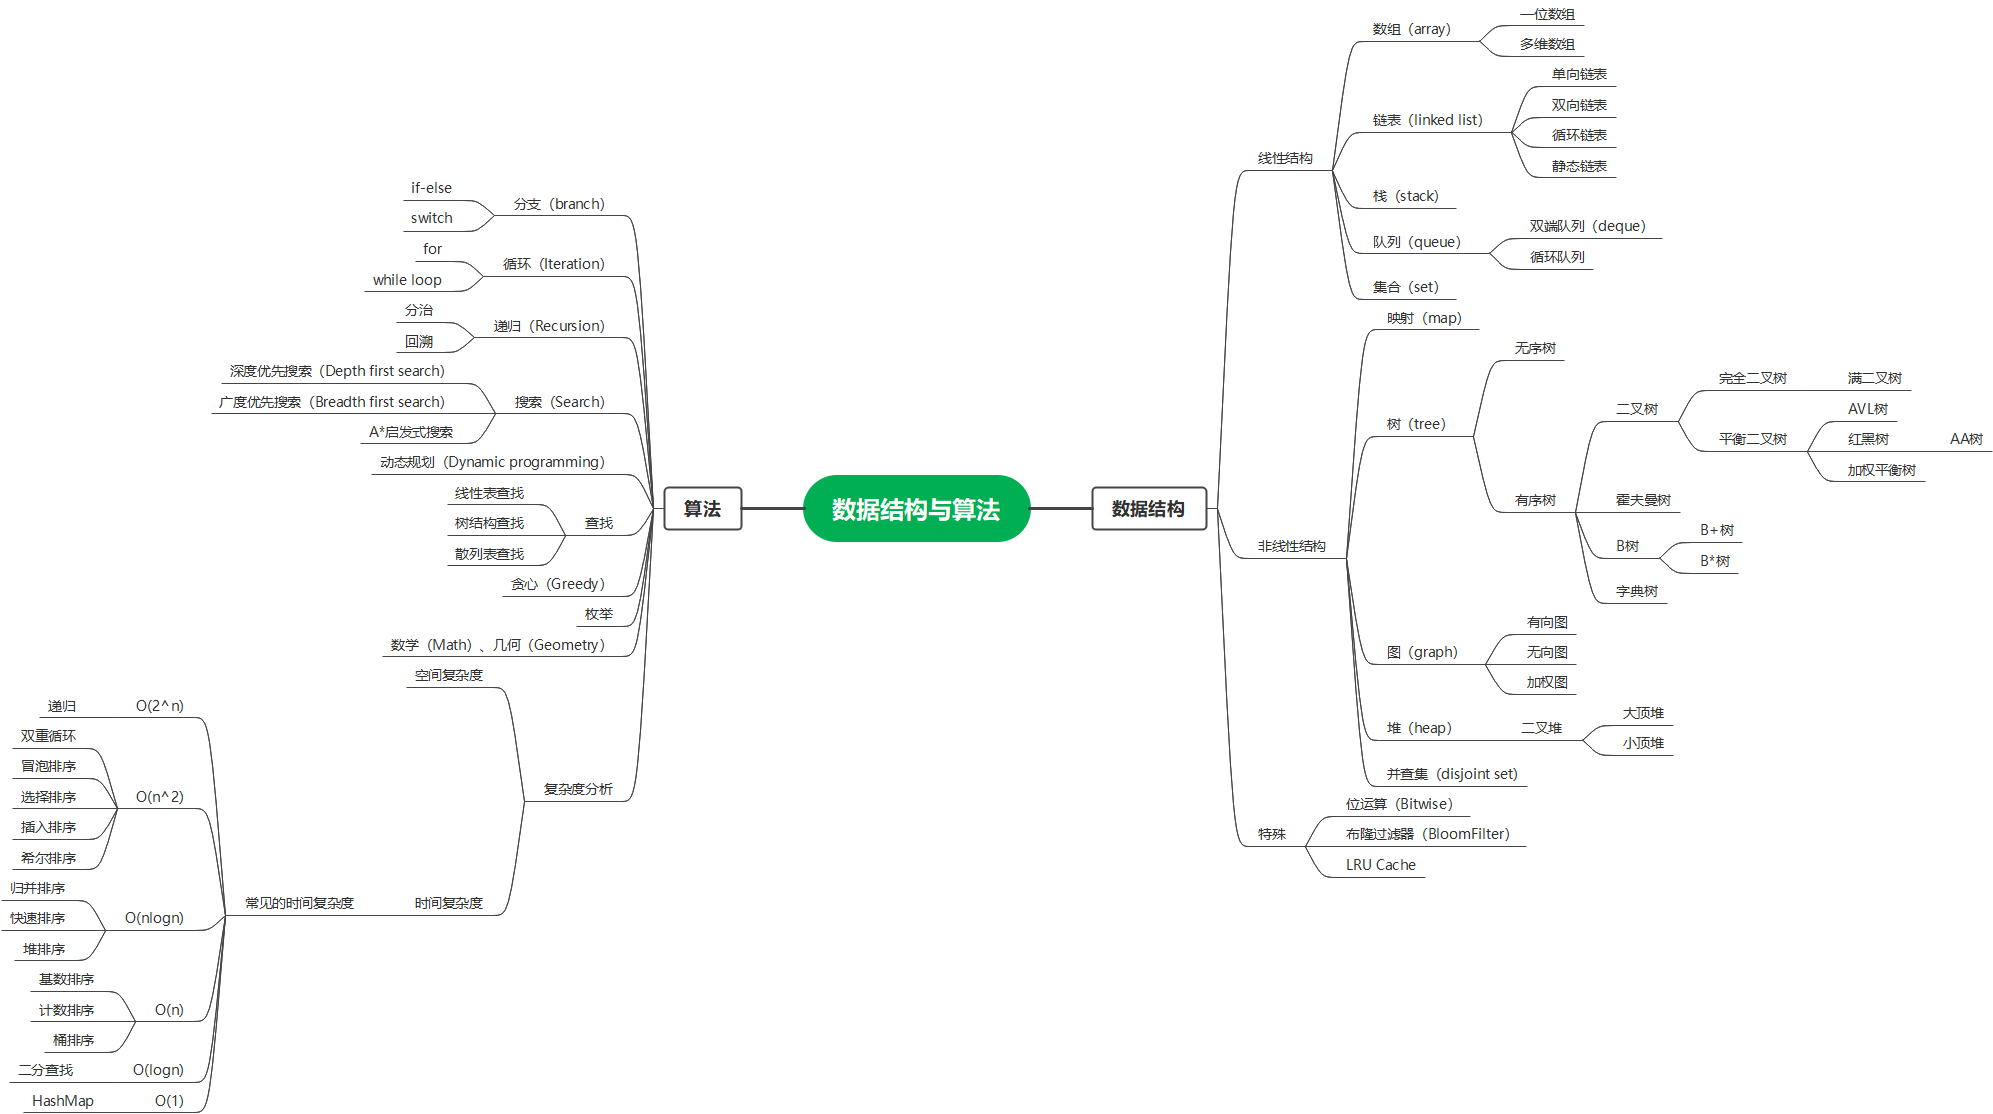 数据结构与算法
数据结构
线性结构
数组（array）
一位数组
多维数组
链表（linked list）
单向链表
双向链表
循环链表
静态链表
栈（stack）
队列（queue）
双端队列（deque）
循环队列
集合（set）
非线性结构
映射（map）
树（tree）
无序树
有序树
二叉树
完全二叉树
满二叉树
平衡二叉树
AVL树
红黑树
AA树
加权平衡树
霍夫曼树
B树
B+树
B*树
字典树
图（graph）
有向图
无向图
加权图
堆（heap）
二叉堆
大顶堆
小顶堆
并查集（disjoint set)
特殊
位运算（Bitwise）
布隆过滤器（BloomFilter）
LRU Cache
算法
分支（branch）
if-else
switch
循环（Iteration）
for
while loop
递归（Recursion）
分治
回溯
搜索（Search）
深度优先搜索（Depth first search）
广度优先搜索（Breadth first search）
A*启发式搜索
动态规划（Dynamic programming）
查找
线性表查找
树结构查找
散列表查找
贪心（Greedy）
枚举
数学（Math）、几何（Geometry）
复杂度分析
空间复杂度
时间复杂度
常见的时间复杂度
O(2^n)
递归
O(n^2)
双重循环
冒泡排序
选择排序
插入排序
希尔排序
O(nlogn)
归并排序
快速排序
堆排序
O(n)
基数排序
计数排序
桶排序
O(logn)
二分查找
O(1)
HashMap